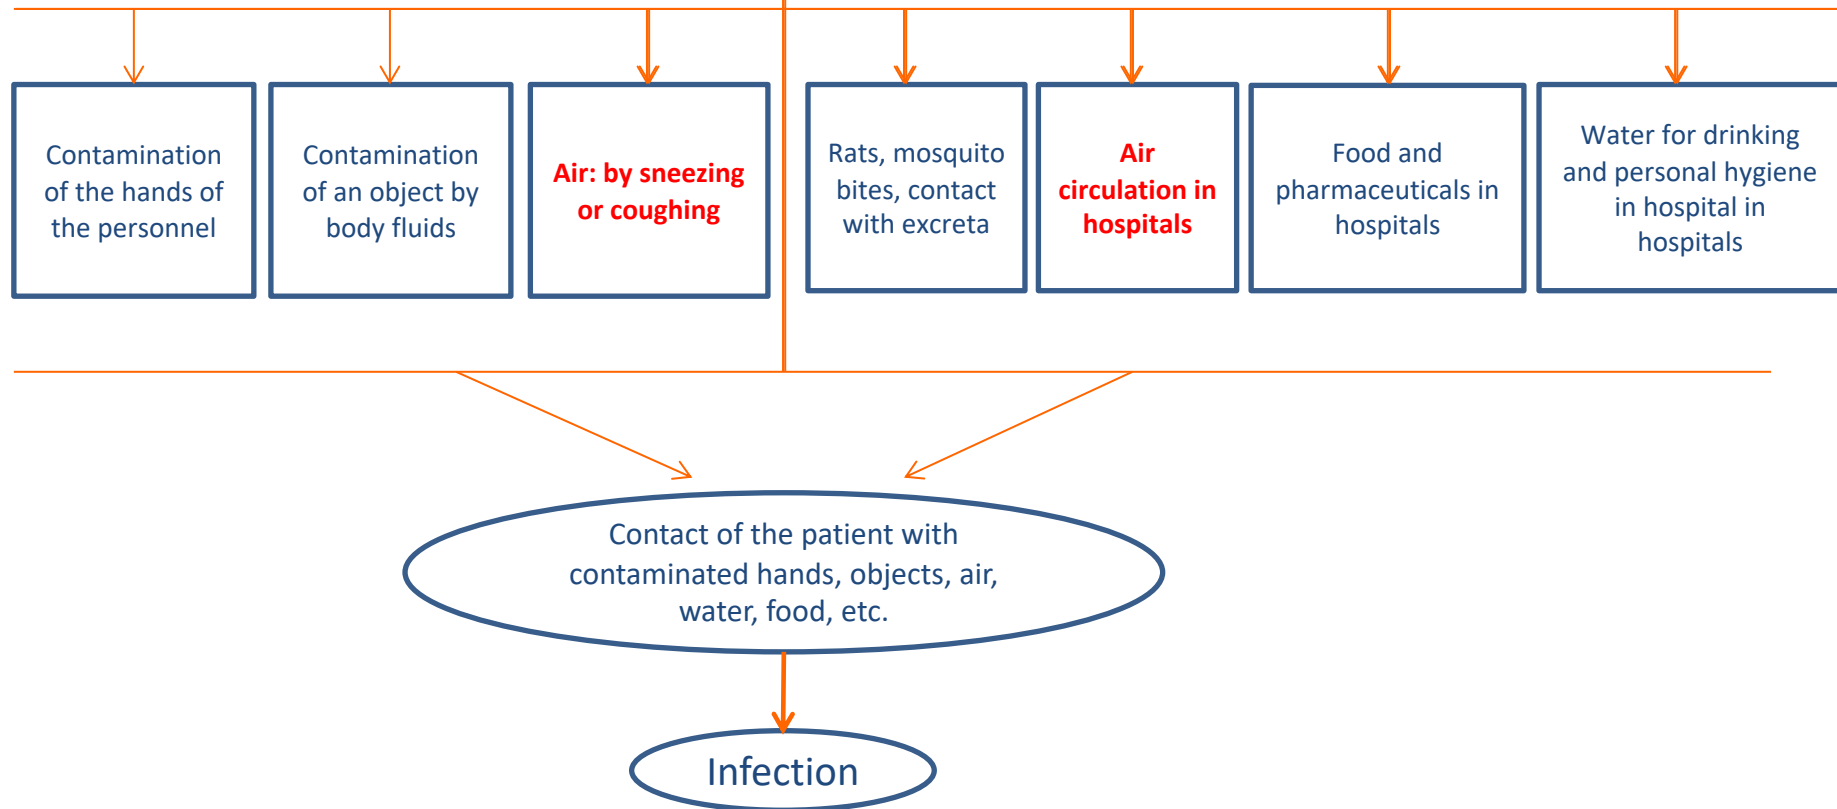 Contamination
of the hands of
the personnel
Contamination
of an object by
body fluids
Air: by sneezing
or coughing
Rats, mosquito
bites, contact
with excreta
Air
circulation in
hospitals
Food and
pharmaceuticals in
hospitals
Water for drinking
and personal hygiene
in hospital in
hospitals
Contact of the patient with
contaminated hands, objects, air,
water, food, etc.
Infection